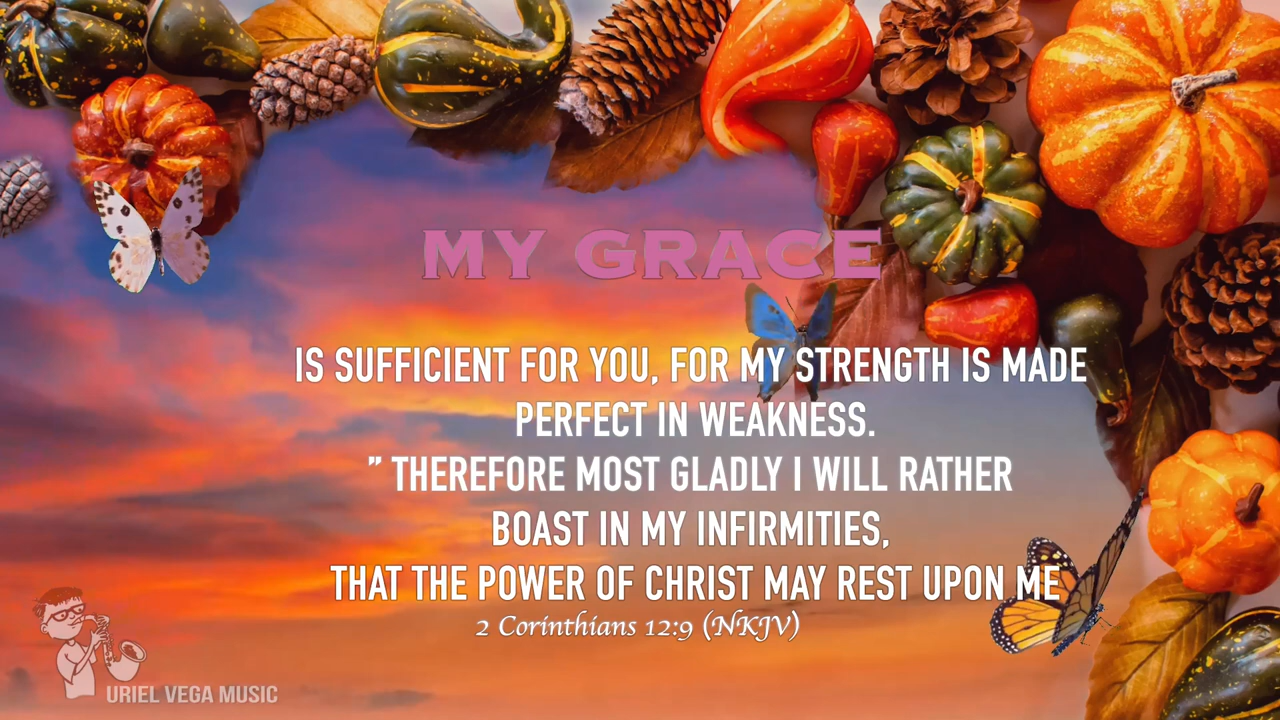 MY GRACE
IS SUFFICIENT FOR YOU, FOR MY STRENGTH IS MADE
PERFECT IN WEAKNESS.
” THEREFORE MOST GLADLY I WILL RATHER
BOAST IN MY INFIRMITIES,
THAT THE POWER OF CHRIST MAY REST UPON ME
2 Corinthians 12:9 (NKJV)
URIEL VEGA MUSIC